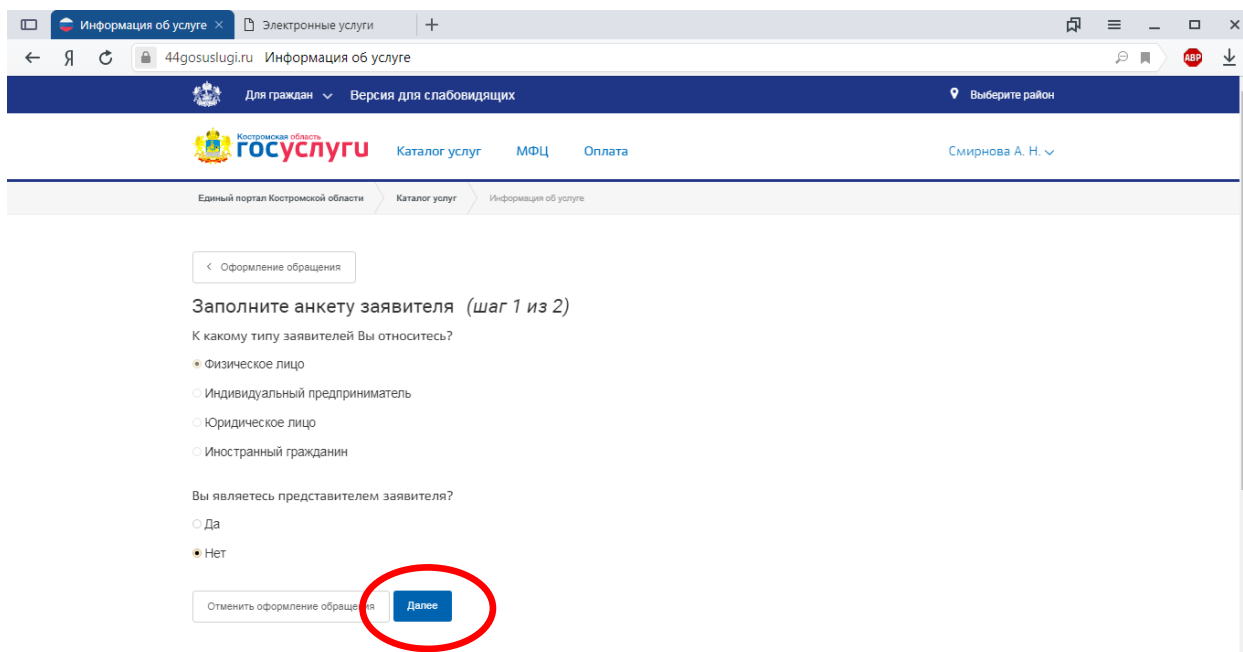 Информация об услуге
Электронные услуги
Я
44gosuslugi.ru Информация об услуге
ABP
Для граждан Версия для слабовидящих Выберите район
Костромская область
госуслуги
Каталог услуг МФЦ Оплата Смирнова А. Н.
Единый портал Костромской области Каталог услуг Информация об услуге
Оформление обращения
Заполните анкету заявителя (шаг 1 из 2)
К какому типу заявителей Вы относитесь?
Физическое лицо
Индивидуальный предприниматель
Юридическое лицо
Иностранный гражданин
Вы являетесь представителем заявителя?
Да
Нет
Отменить оформление обращения Далее